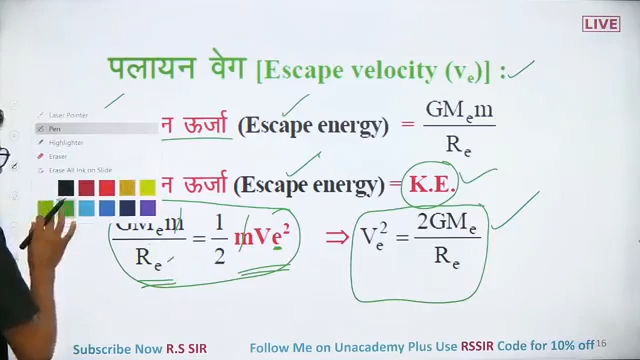 LIVE
पलायन वेग [Escape velocity (ve)] :
Laser Pointer
Pen
न ऊर्जा (Escape energy) = GMem / Re
Highlighter
Eraser
Erase All Ink on Slide
न ऊर्जा (Escape energy) = K.E.
GMem / Re = 1/2 mVe² ⇒ Ve² = 2GMe / Re
Subscribe Now R.S SIR Follow Me on Unacademy Plus Use RSSIR Code for 10% off 16